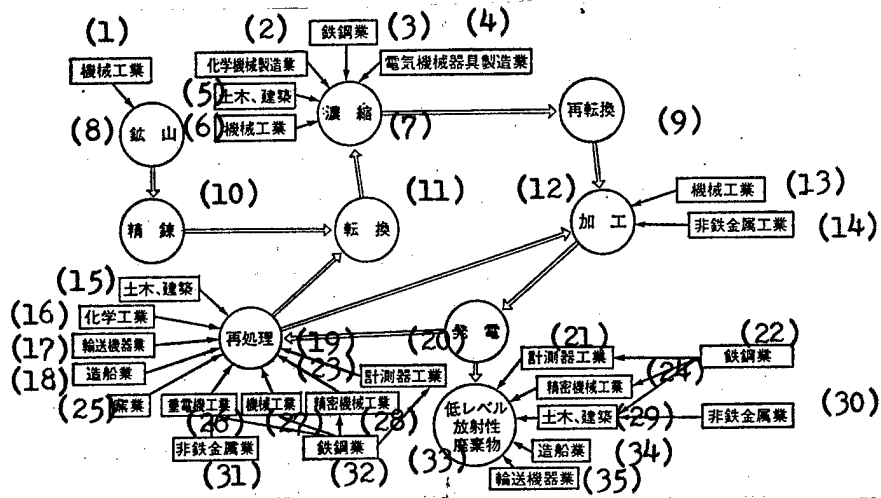 (1)
機械工業
(2)
化学機械製造業
(3)
鉄鋼業
(4)
電気機械器具製造業
(5)
土木、建築
(6)
機械工業
濃縮
(7)
再転換
(8)
鉱山
(9)
(10)
精錬
(11)
転換
(12)
加工
機械工業
(13)
非鉄金属工業
(14)
(15)
土木、建築
(16)
化学工業
(17)
輸送機器業
(18)
造船業
再処理
(19)
(20)
発電
(21)
計測器工業
(22)
鉄鋼業
(23)
計測器工業
精密機械工業
(24)
(25)
窯業
重電機工業
(26)
機械工業
(27)
精密機械工業
(28)
低レベル
放射性
廃棄物
土木、建築
(29)
非鉄金属業
(30)
非鉄金属業
(31)
鉄鋼業
(32)
(33)
造船業
(34)
輸送機器業
(35)